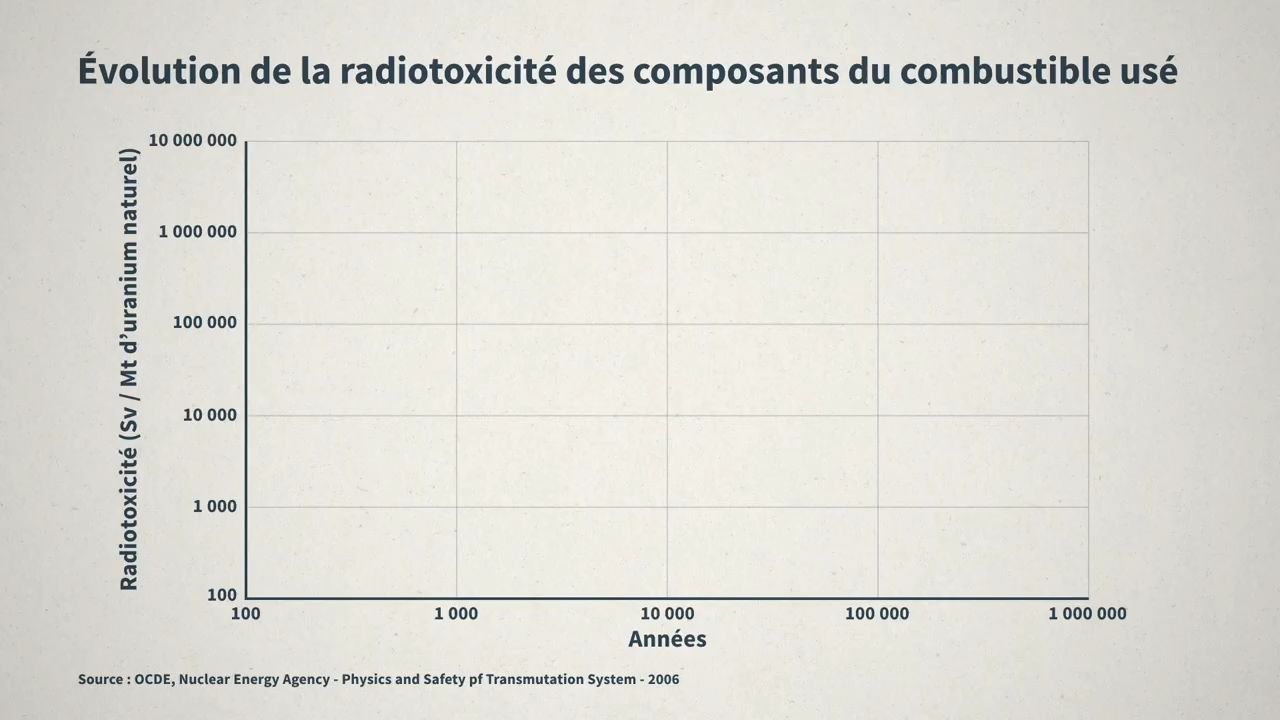 Évolution de la radiotoxicité des composants du combustible usé
Radiotoxicité (Sv / Mt d’uranium naturel)
10 000 000
1 000 000
100 000
10 000
1 000
100
100
1 000
10 000
100 000
1 000 000
Années
Source : OCDE, Nuclear Energy Agency - Physics and Safety pf Transmutation System - 2006